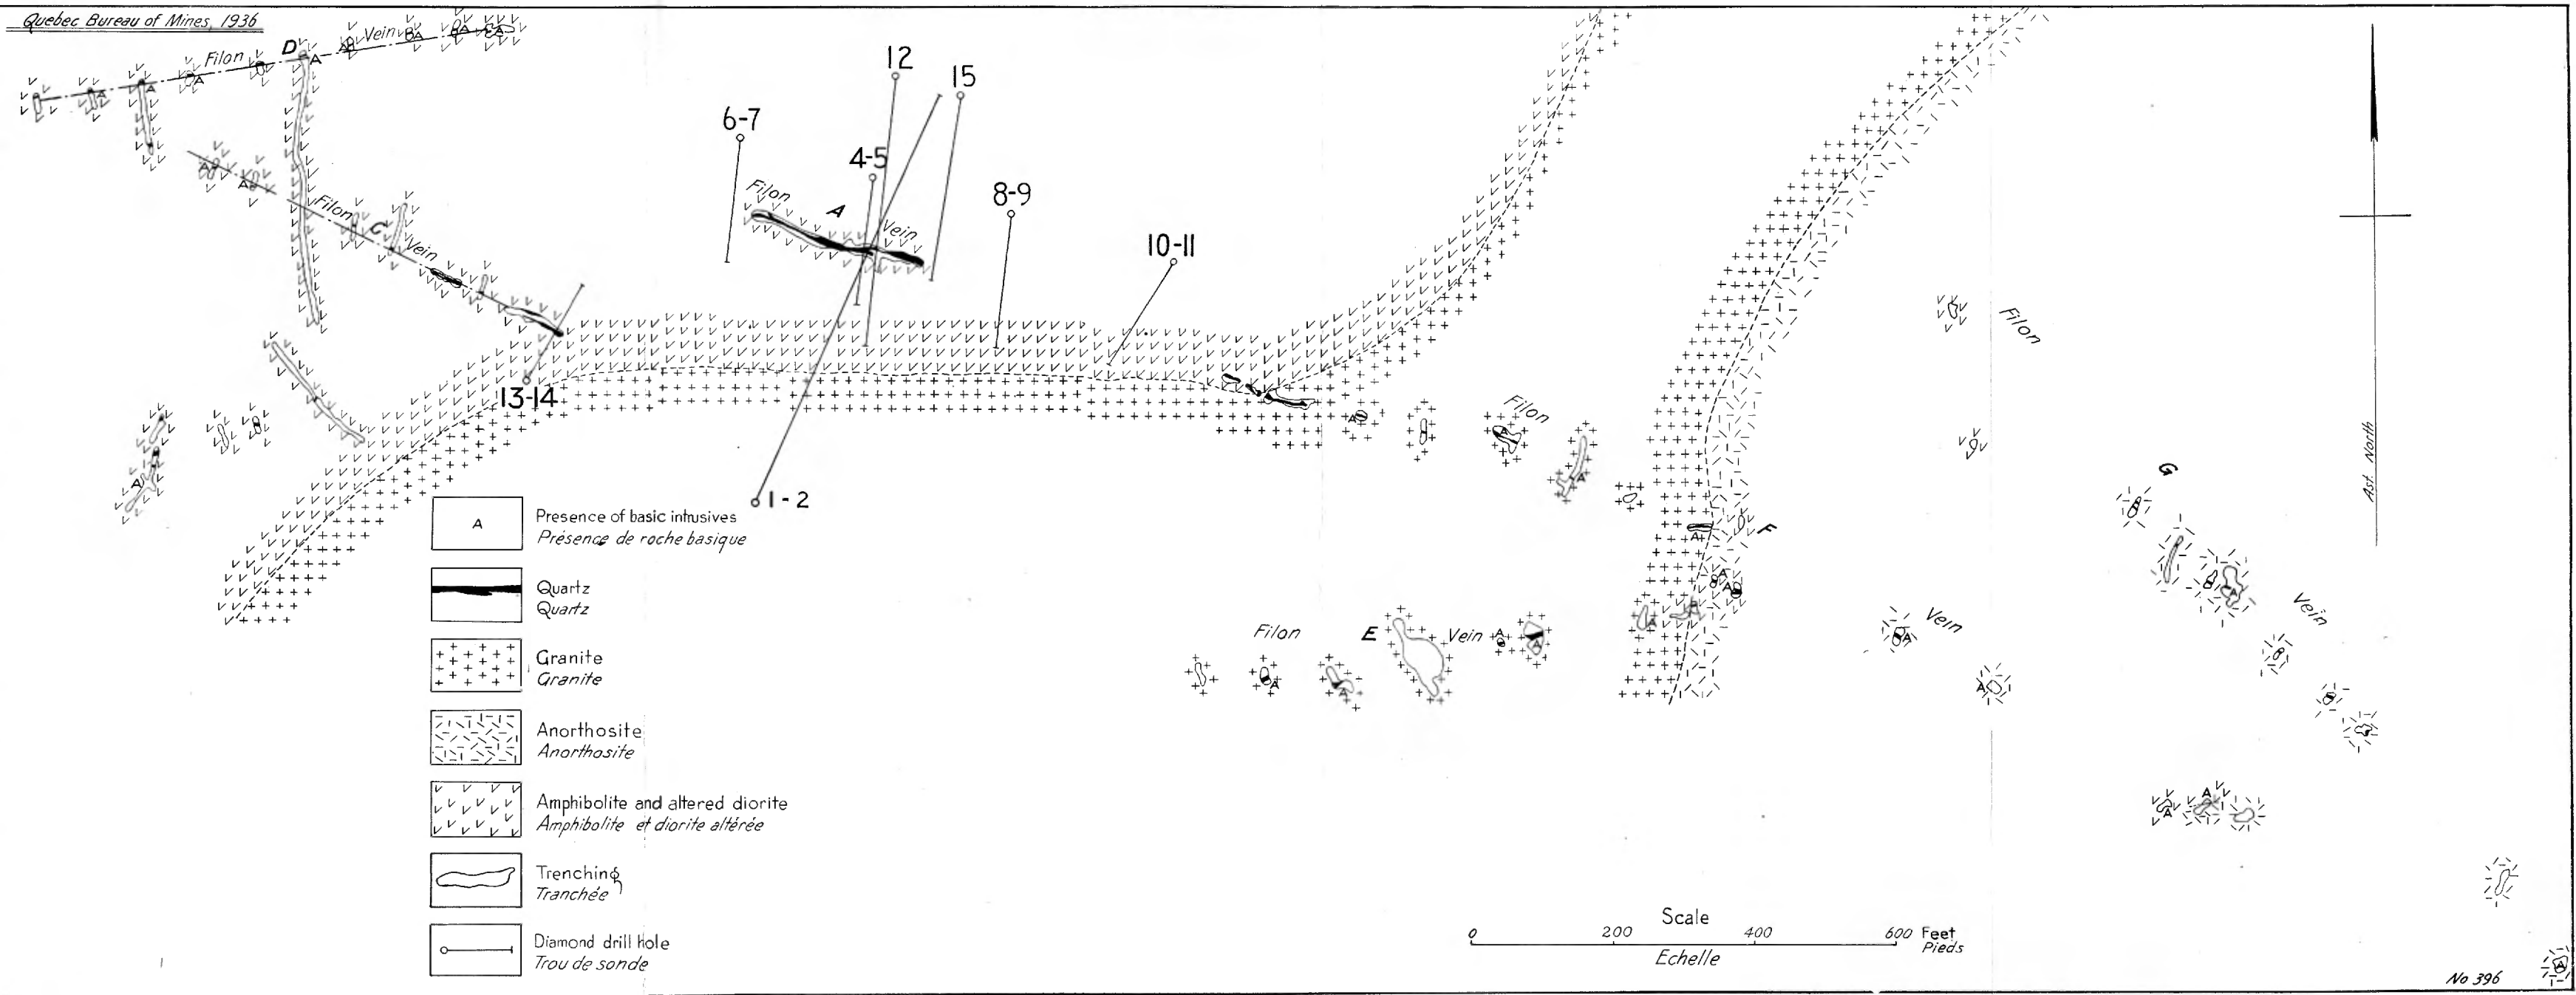 Quebec Bureau of Mines, 1936
Filon D Vein
12
15
6-7
4-5
8-9
10-11
Filon A Vein
Filon C Vein
13-14
1-2
Filon
Filon
Vein
F
G
Vein
Filon E Vein
Ast. North
A Presence of basic intrusives
Présence de roche basique
Quartz
Quartz
Granite
Granite
Anorthosite
Anorthosite
Amphibolite and altered diorite
Amphibolite et diorite altérée
Trenching
Tranchée
Diamond drill hole
Trou de sonde
Scale
0 200 400 600 Feet
Pieds
Echelle
No 396